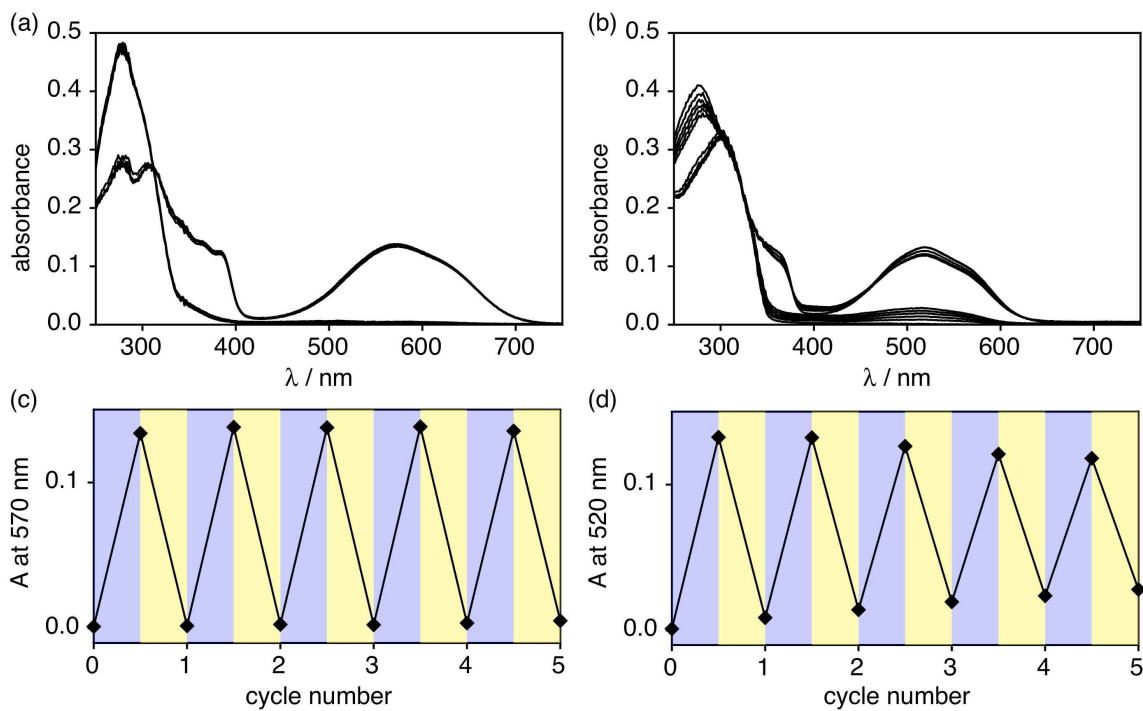 (a)
0.5
0.4
0.3
0.2
0.1
0.0
absorbance
300 400 500 600 700
λ / nm
(b)
0.5
0.4
0.3
0.2
0.1
0.0
absorbance
300 400 500 600 700
λ / nm
(c)
0.1
0.0
A at 570 nm
0 1 2 3 4 5
cycle number
(d)
0.1
0.0
A at 520 nm
0 1 2 3 4 5
cycle number